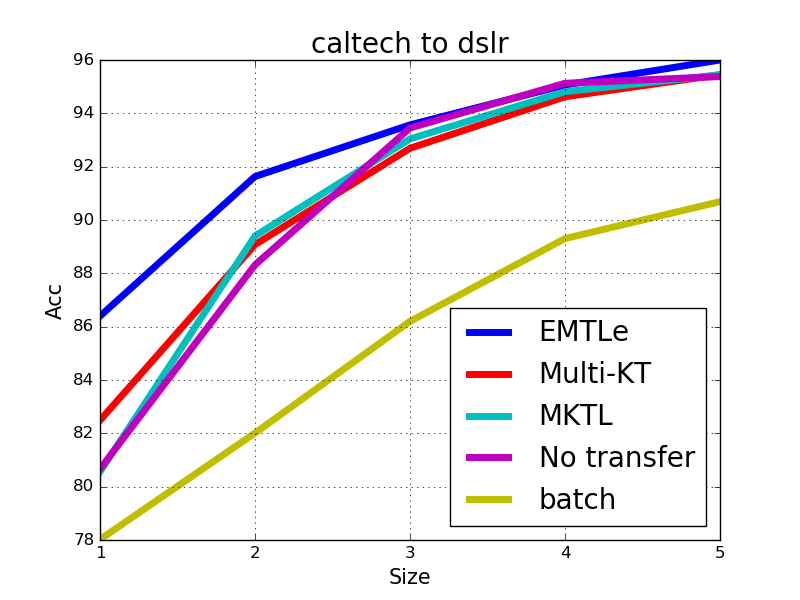 caltech to dslr
Acc
96
94
92
90
88
86
84
82
80
78
EMTLe
Multi-KT
MKTL
No transfer
batch
1 2 3 4 5
Size